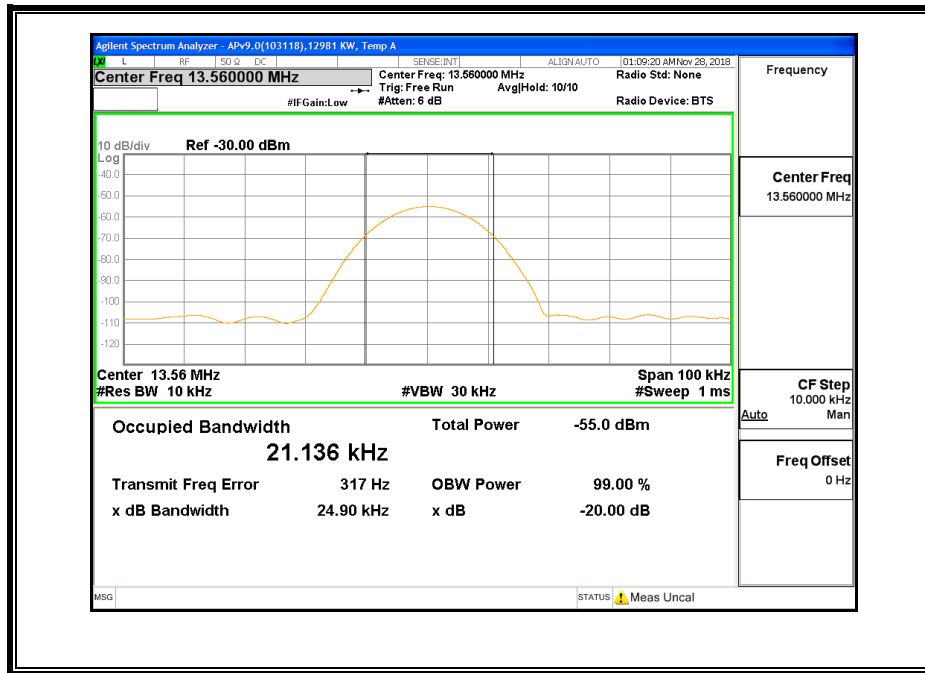 Agilent Spectrum Analyzer - APv9.0(103118),12981 KW, Temp A
LXI L RF 50 Ω DC SENSE:INT ALIGN AUTO 01:09:20 AM Nov 28, 2018
Center Freq 13.560000 MHz
Center Freq: 13.560000 MHz
Radio Std: None
Trig: Free Run Avg|Hold: 10/10
#IFGain:Low
#Atten: 6 dB
Radio Device: BTS
10 dB/div Ref -30.00 dBm
Log
-40.0
-50.0
-60.0
-70.0
-80.0
-90.0
-100
-110
-120
Center 13.56 MHz Span 100 kHz
#Res BW 10 kHz #VBW 30 kHz #Sweep 1 ms
Occupied Bandwidth Total Power -55.0 dBm
21.136 kHz
Transmit Freq Error 317 Hz OBW Power 99.00 %
x dB Bandwidth 24.90 kHz x dB -20.00 dB
MSG STATUS Meas Uncal
Frequency
Center Freq
13.560000 MHz
CF Step
10.000 kHz
Auto Man
Freq Offset
0 Hz